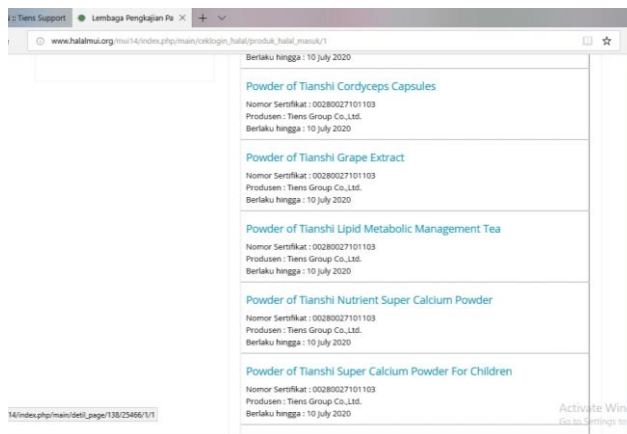 :: Tiens Support
Lembaga Pengkajian Pa
www.halalmui.org/mui14/index.php/main/ceklogin_halal/produk_halal_masuk/1
Berlaku hingga : 10 July 2020
Powder of Tianshi Cordyceps Capsules
Nomor Sertifikat : 00280027101103
Produsen : Tiens Group Co.,Ltd.
Berlaku hingga : 10 July 2020
Powder of Tianshi Grape Extract
Nomor Sertifikat : 00280027101103
Produsen : Tiens Group Co.,Ltd.
Berlaku hingga : 10 July 2020
Powder of Tianshi Lipid Metabolic Management Tea
Nomor Sertifikat : 00280027101103
Produsen : Tiens Group Co.,Ltd.
Berlaku hingga : 10 July 2020
Powder of Tianshi Nutrient Super Calcium Powder
Nomor Sertifikat : 00280027101103
Produsen : Tiens Group Co.,Ltd.
Berlaku hingga : 10 July 2020
Powder of Tianshi Super Calcium Powder For Children
Nomor Sertifikat : 00280027101103
Produsen : Tiens Group Co.,Ltd.
Berlaku hingga : 10 July 2020
14/index.php/main/detil_page/138/25466/1/1
Activate Win
Go to Settings to